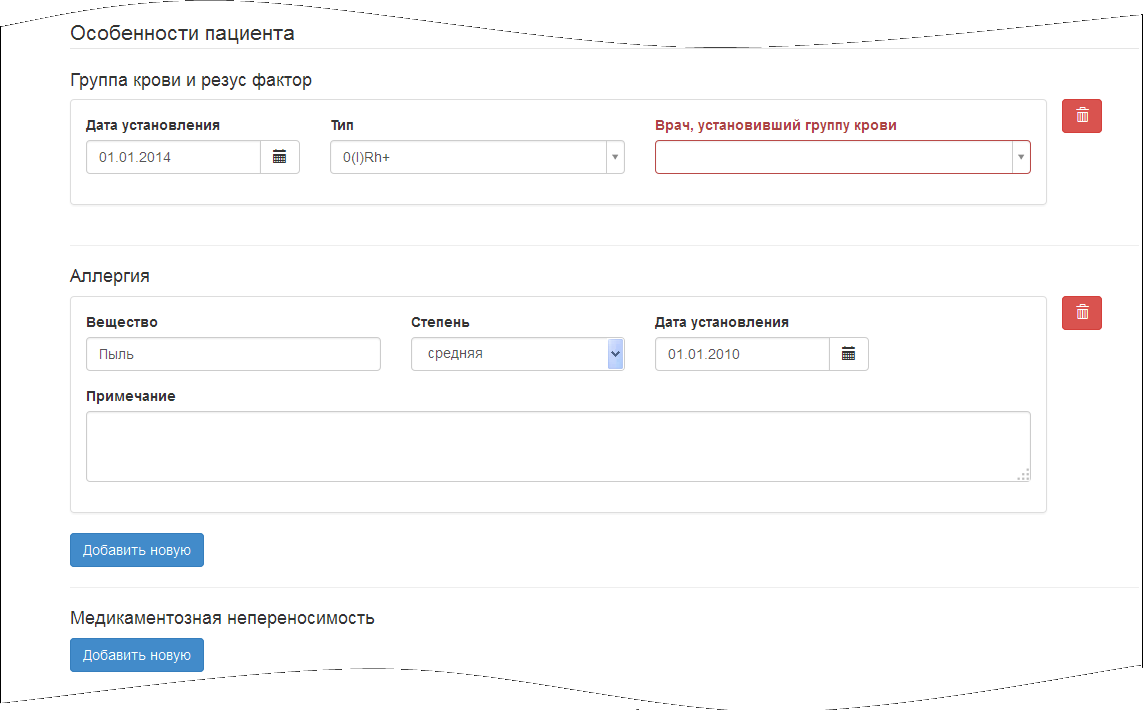 Особенности пациента
Группа крови и резус фактор
Дата установления Тип Врач, установивший группу крови
01.01.2014 0(I)Rh+
Аллергия
Вещество Степень Дата установления
Пыль средняя 01.01.2010
Примечание
Добавить новую
Медикаментозная непереносимость
Добавить новую